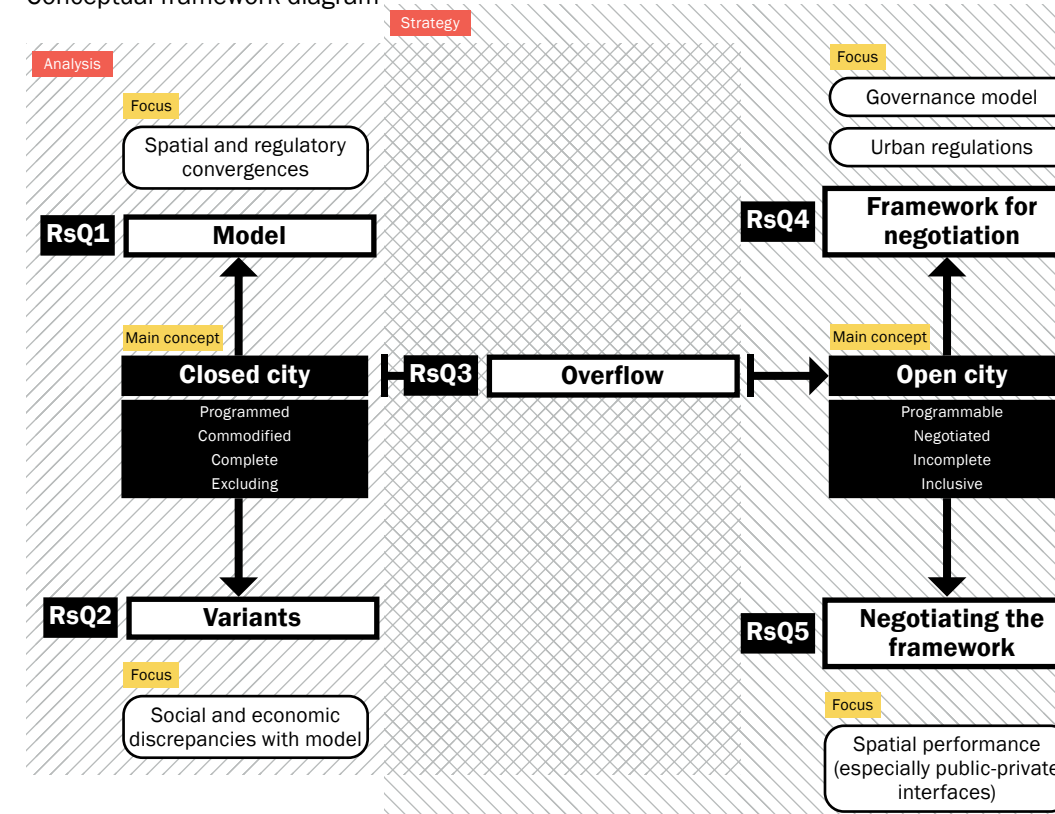 Conceptual framework diagram
Strategy
Analysis
Focus
Spatial and regulatory
convergences
RsQ1
Model
Main concept
Closed city
Programmed
Commodified
Complete
Excluding
RsQ2
Variants
Focus
Social and economic
discrepancies with model
RsQ3
Overflow
Focus
Governance model
Urban regulations
RsQ4
Framework for
negotiation
Main concept
Open city
Programmable
Negotiated
Incomplete
Inclusive
RsQ5
Negotiating the
framework
Focus
Spatial performance
(especially public-private
interfaces)